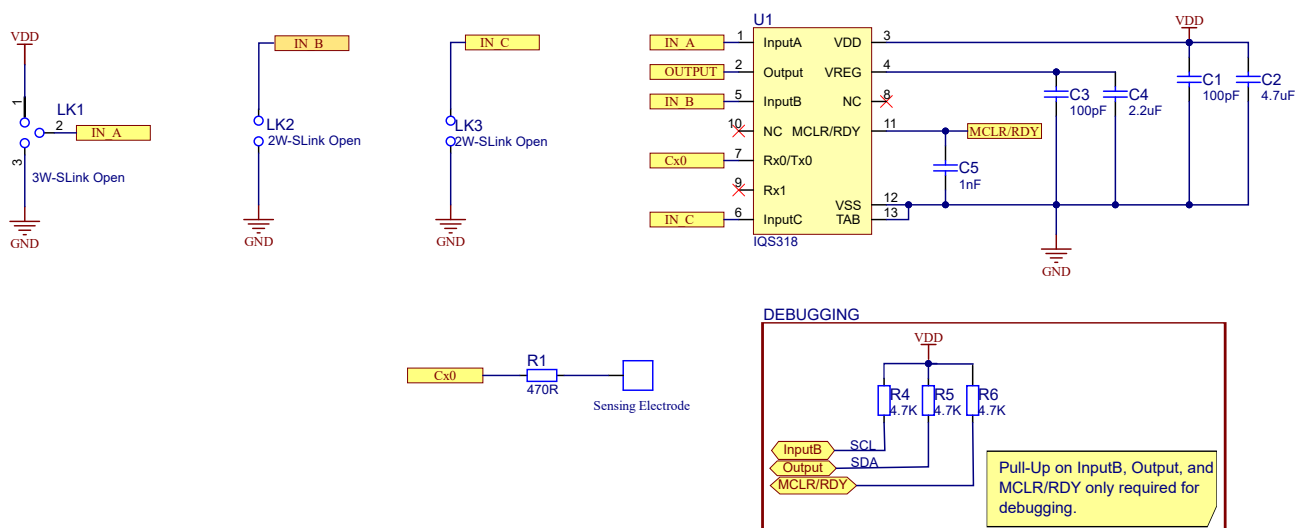 VDD
1
LK1
2
IN_A
3
3W-SLink Open
GND
IN_B
LK2
2W-SLink Open
GND
IN_C
LK3
2W-SLink Open
GND
U1
IN_A 1 InputA VDD 3
OUTPUT 2 Output VREG 4
IN_B 5 InputB NC 8
10 NC MCLR/RDY 11 MCLR/RDY
Cx0 7 Rx0/Tx0
9 Rx1
VSS 12
IN_C 6 InputC TAB 13
IQS318
VDD
C1
100pF
C2
4.7uF
C3
100pF
C4
2.2uF
C5
1nF
GND
Cx0
R1
470R
Sensing Electrode
DEBUGGING
VDD
R4
4.7K
R5
4.7K
R6
4.7K
InputB SCL
Output SDA
MCLR/RDY
Pull-Up on InputB, Output, and
MCLR/RDY only required for
debugging.